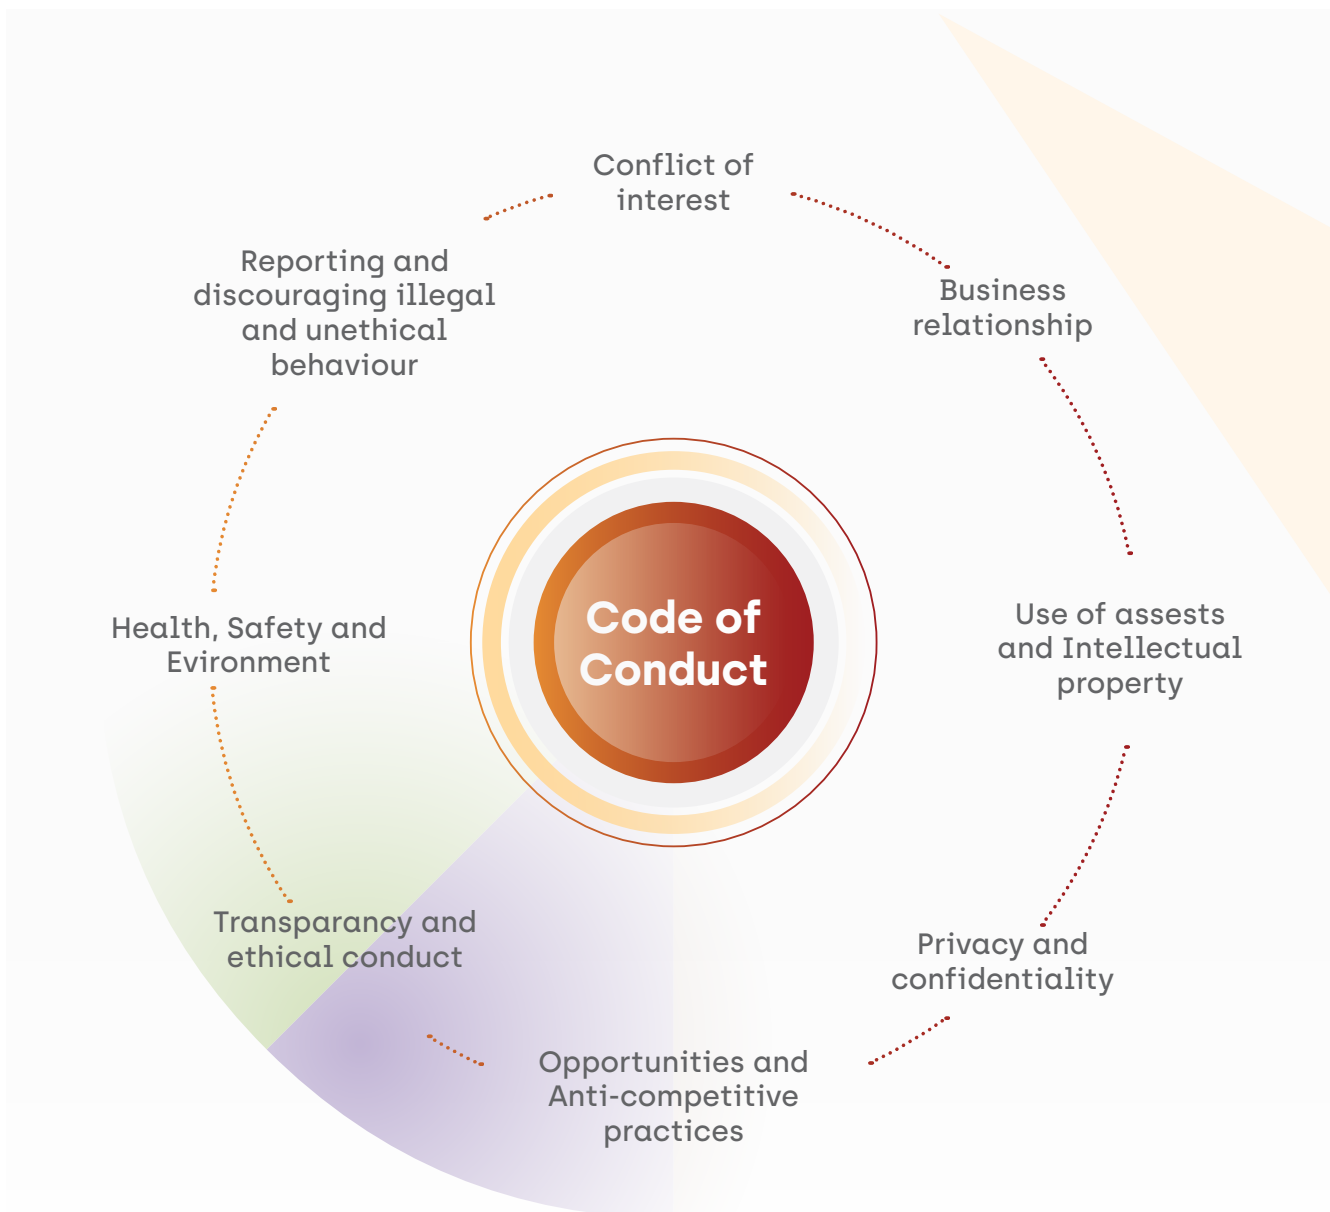 Conflict of
interest
Business
relationship
Use of assests
and Intellectual
property
Privacy and
confidentiality
Opportunities and
Anti-competitive
practices
Transparancy and
ethical conduct
Health, Safety and
Evironment
Reporting and
discouraging illegal
and unethical
behaviour
Code of
Conduct